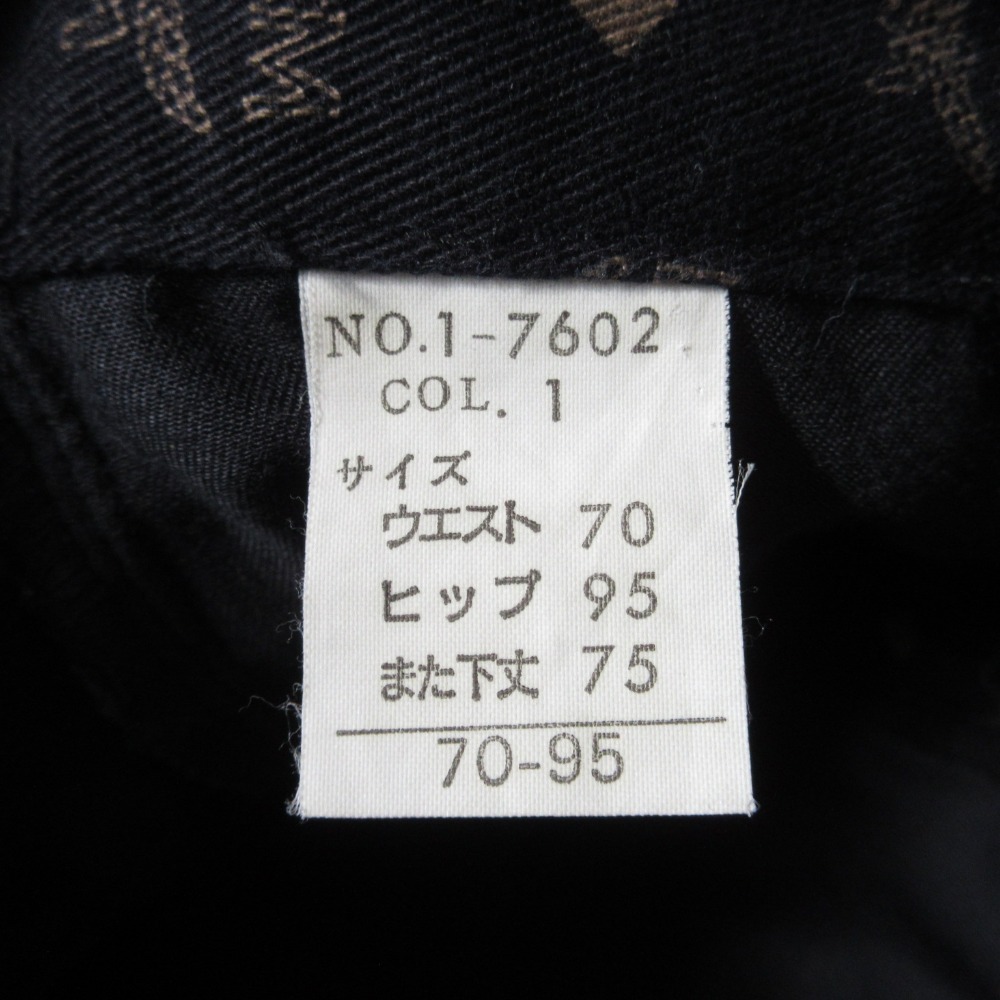 NO.1-7602
COL. 1
サイズ
ウエスト 70
ヒップ 95
また下丈 75
70-95